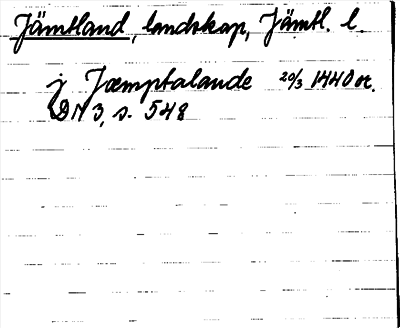 Jämtland, landskap, Jämtl. l.
j Jæmptalande 20/3 1440 or.
DN 3, s. 548